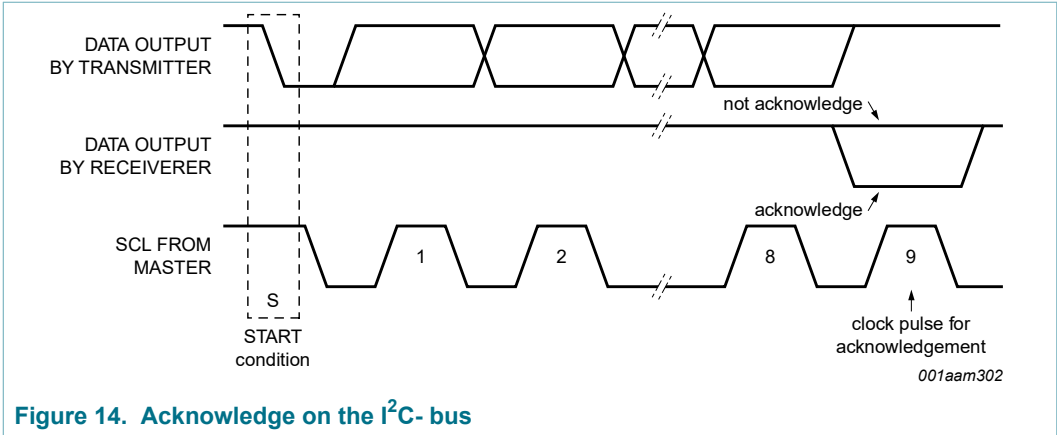 DATA OUTPUT
BY TRANSMITTER
not acknowledge
DATA OUTPUT
BY RECEIVERER
acknowledge
SCL FROM
MASTER
1
2
8
9
S
START
condition
clock pulse for
acknowledgement
001aam302
Figure 14. Acknowledge on the I²C- bus